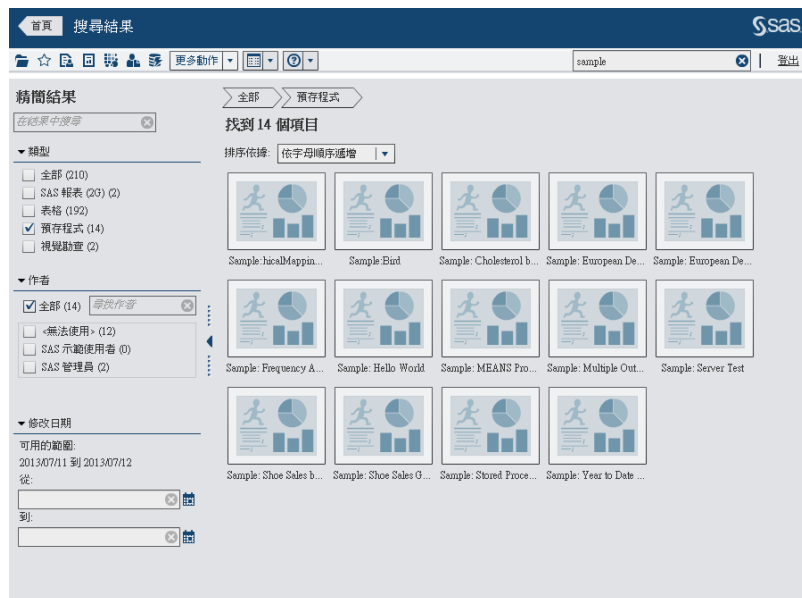 首頁 搜尋結果 sas
更多動作 sample 登出
精簡結果
在結果中搜尋
類型
全部 (210)
SAS 報表 (2G) (2)
表格 (192)
預存程式 (14)
視覺勘查 (2)
作者
全部 (14) 尋找作者
<無法使用> (12)
SAS 示範使用者 (0)
SAS 管理員 (2)
修改日期
可用的範圍:
2013/07/11 到 2013/07/12
從:
到:
全部 預存程式
找到 14 個項目
排序依據: 依字母順序遞增
Sample:hicalMappin... Sample:Bird Sample: Cholesterol b... Sample: European De... Sample: European De...
Sample: Frequency A... Sample: Hello World Sample: MEANS Pro... Sample: Multiple Out... Sample: Server Test
Sample: Shoe Sales b... Sample: Shoe Sales G... Sample: Stored Proce... Sample: Year to Date ...